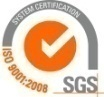 SYSTEM CERTIFICATION
ISO 9001:2008
SGS